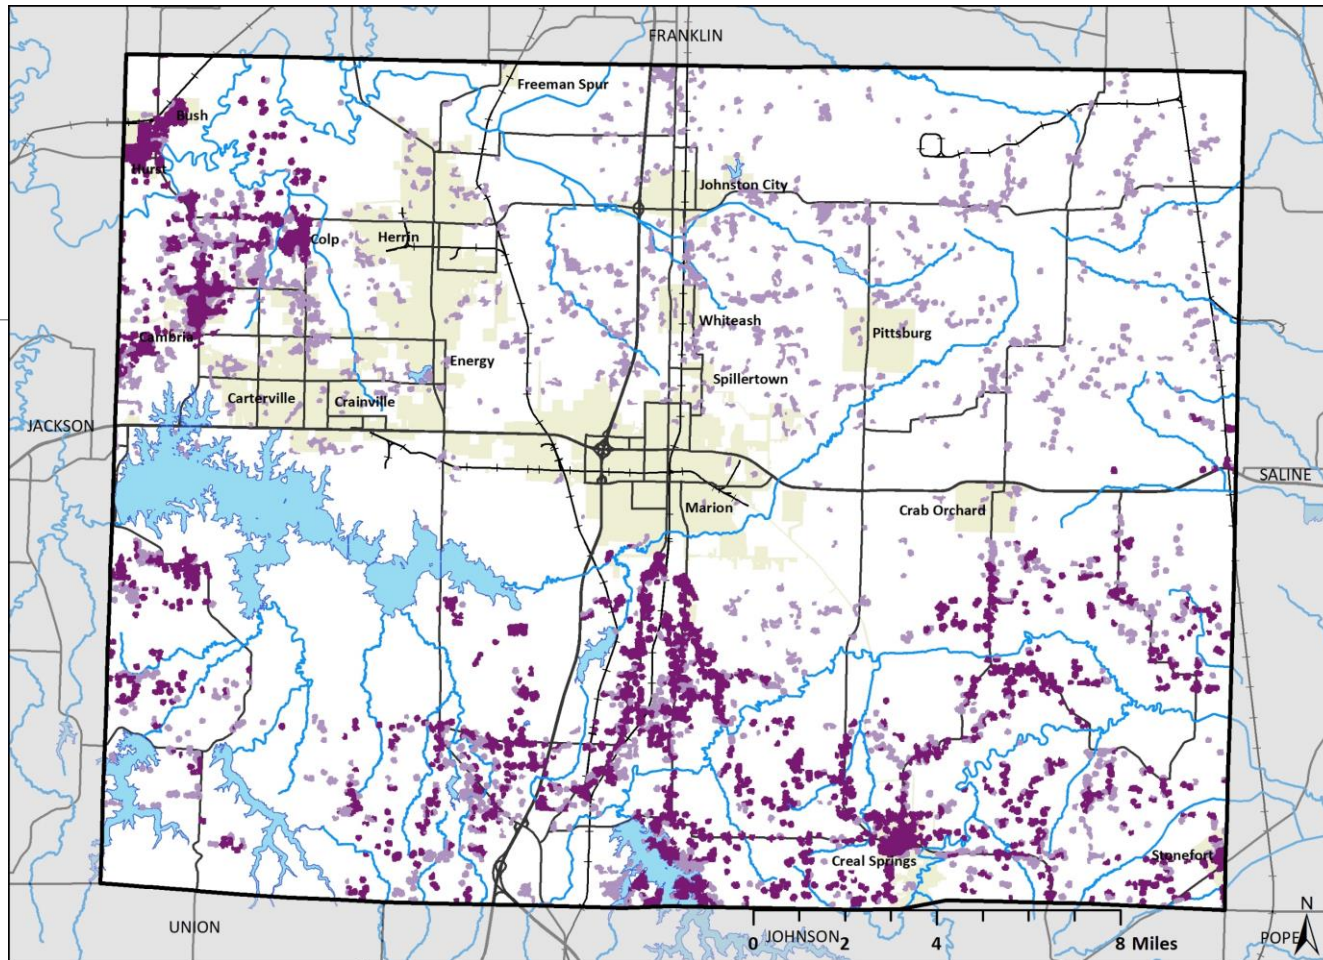 FRANKLIN
Freeman Spur
Bush
Hurst
Johnston City
Colp
Herrin
Whiteash
Cambria
Pittsburg
Energy
Spillertown
Carterville
Crainville
JACKSON
SALINE
Marion
Crab Orchard
Creal Springs
Stonefort
N
UNION
JOHNSON
POPE
0 2 4 8 Miles